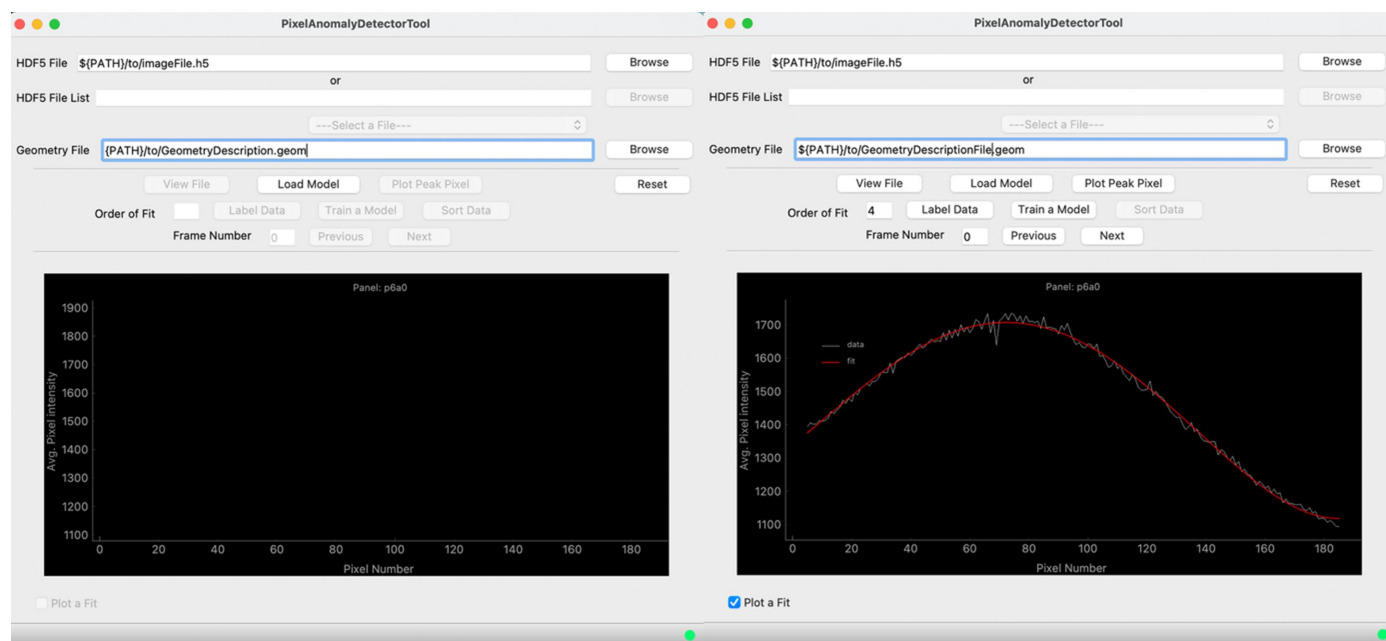 PixelAnomalyDetectorTool
HDF5 File ${PATH}/to/imageFile.h5 Browse
or
HDF5 File List Browse
---Select a File---
Geometry File {PATH}/to/GeometryDescription.geom Browse
View File Load Model Plot Peak Pixel Reset
Order of Fit Label Data Train a Model Sort Data
Frame Number 0 Previous Next
Panel: p6a0
1900
1800
1700
1600
1500
1400
1300
1200
1100
Avg. Pixel intensity
0 20 40 60 80 100 120 140 160 180
Pixel Number
Plot a Fit
PixelAnomalyDetectorTool
HDF5 File ${PATH}/to/imageFile.h5 Browse
or
HDF5 File List Browse
---Select a File---
Geometry File ${PATH}/to/GeometryDescriptionFile.geom Browse
View File Load Model Plot Peak Pixel Reset
Order of Fit 4 Label Data Train a Model Sort Data
Frame Number 0 Previous Next
Panel: p6a0
data
fit
1700
1600
1500
1400
1300
1200
1100
Avg. Pixel intensity
0 20 40 60 80 100 120 140 160 180
Pixel Number
Plot a Fit